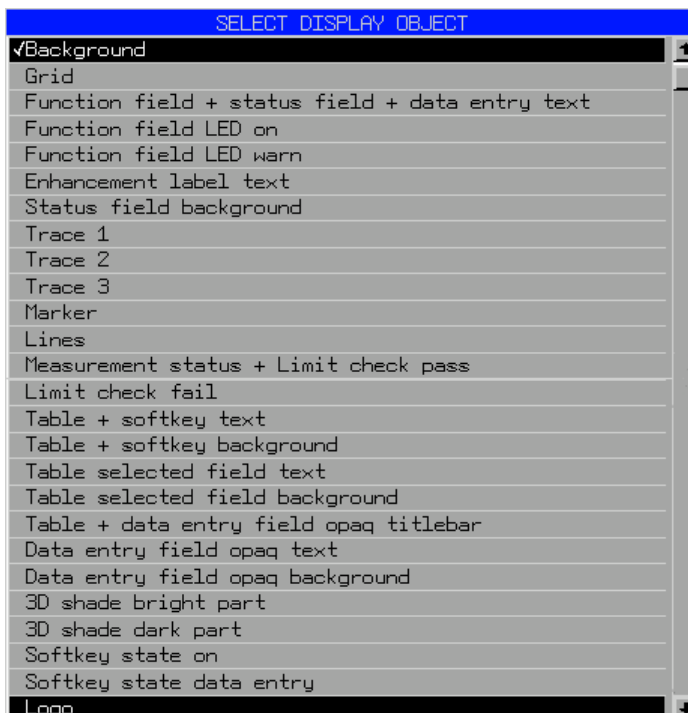 SELECT DISPLAY OBJECT
✓Background
Grid
Function field + status field + data entry text
Function field LED on
Function field LED warn
Enhancement label text
Status field background
Trace 1
Trace 2
Trace 3
Marker
Lines
Measurement status + Limit check pass
Limit check fail
Table + softkey text
Table + softkey background
Table selected field text
Table selected field background
Table + data entry field opaq titlebar
Data entry field opaq text
Data entry field opaq background
3D shade bright part
3D shade dark part
Softkey state on
Softkey state data entry
Logo